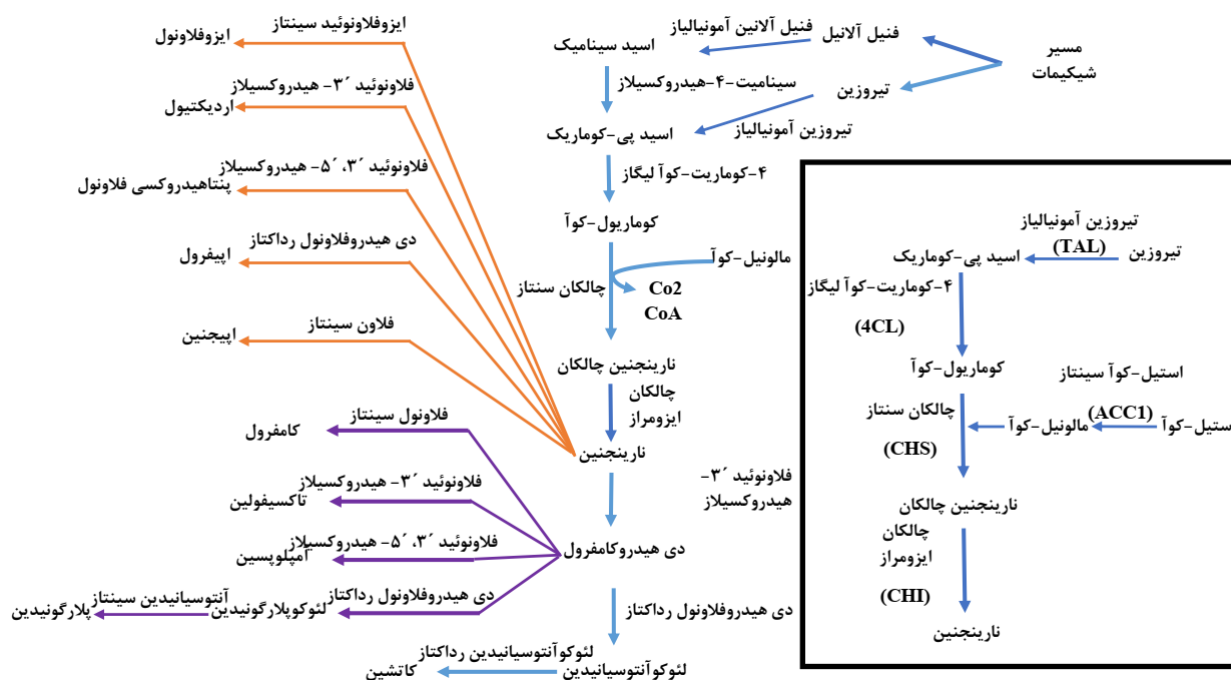 مسیر
شیکیمات
فنیل آلانیل
فنیل آلانین آمونیالیاز
اسید سینامیک
تیروزین
سینامیت-۴-هیدروکسیلاز
تیروزین آمونیالیاز
اسید پی-کوماریک
۴-کوماریت-کوآ لیگاز
کوماریول-کوآ
مالونیل-کوآ
چالکان سنتاز
Co2
CoA
نارینجنین چالکان
چالکان
ایزومراز
نارینجنین
فلاونوئید ۳´-
هیدروکسیلاز
دی هیدروکامفرول
دی هیدروفلاونول رداکتاز
لئوکوآنتوسیانیدین
لئوکوآنتوسیانیدین رداکتاز
کاتشین
ایزوفلاونوئید سینتاز
ایزوفلاونول
فلاونوئید ۳´- هیدروکسیلاز
اردیکتیول
فلاونوئید ۳´، ۵´- هیدروکسیلاز
پنتاهیدروکسی فلاونول
دی هیدروفلاونول رداکتاز
اپیفرول
فلاون سینتاز
اپیجنین
فلاونول سینتاز
کامفرول
فلاونوئید ۳´- هیدروکسیلاز
تاکسیفولین
فلاونوئید ۳´، ۵´- هیدروکسیلاز
آمپلوپسین
دی هیدروفلاونول رداکتاز
لئوکوپلارگونیدین
آنتوسیانیدین سینتاز
پلارگونیدین
تیروزین آمونیالیاز
(TAL)
تیروزین
اسید پی-کوماریک
۴-کوماریت-کوآ لیگاز
(4CL)
کوماریول-کوآ
استیل-کوآ سینتاز
(ACC1)
ستیل-کوآ
مالونیل-کوآ
چالکان سنتاز
(CHS)
نارینجنین چالکان
چالکان
ایزومراز
(CHI)
نارینجنین